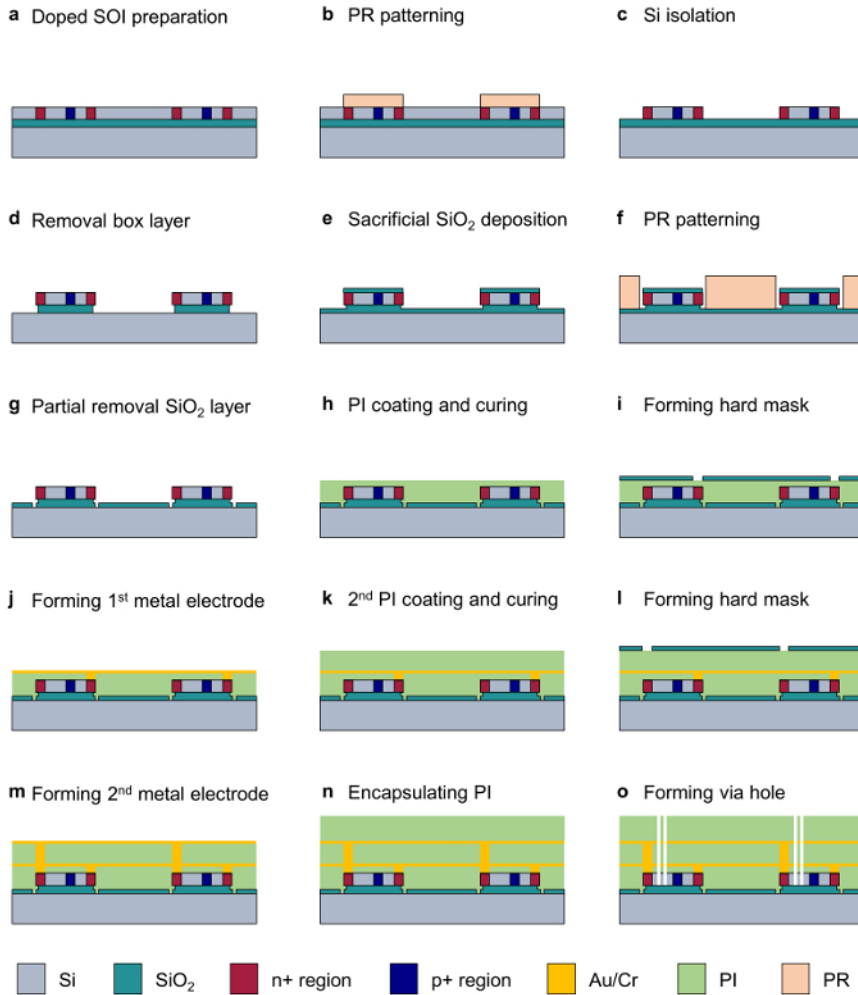 a Doped SOI preparation
b PR patterning
c Si isolation
d Removal box layer
e Sacrificial SiO₂ deposition
f PR patterning
g Partial removal SiO₂ layer
h PI coating and curing
i Forming hard mask
j Forming 1ˢᵗ metal electrode
k 2ⁿᵈ PI coating and curing
l Forming hard mask
m Forming 2ⁿᵈ metal electrode
n Encapsulating PI
o Forming via hole
Si SiO₂ n+ region p+ region Au/Cr PI PR